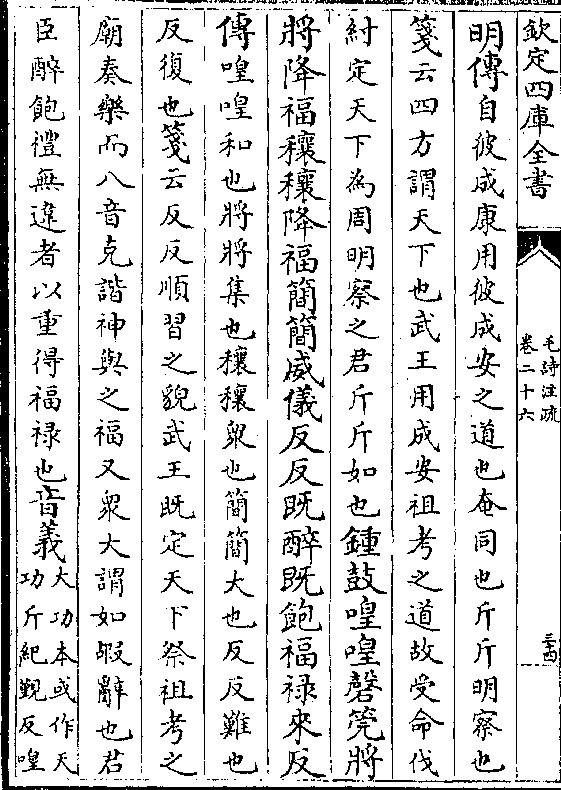 欽定四庫全書
毛詩注疏
卷二十六
三四
明傳自彼成康用彼成安之道也奄同也斤斤明察也
箋云四方謂天下也武王用成安祖考之道故受命伐
紂定天下為周明察之君斤斤如也鍾鼓喤喤磬筦將
將降福穰穰降福簡簡威儀反反既醉既飽福祿來反
傳喤喤和也將將集也穰穰衆也簡簡大也反反難也
反復也箋云反反順習之貌武王既定天下祭祖考之
廟奏樂而八音克諧神與之福又衆大謂如嘏辭也君
臣醉飽禮無違者以重得福祿也音義大功本或作天
功斤紀覲反喤